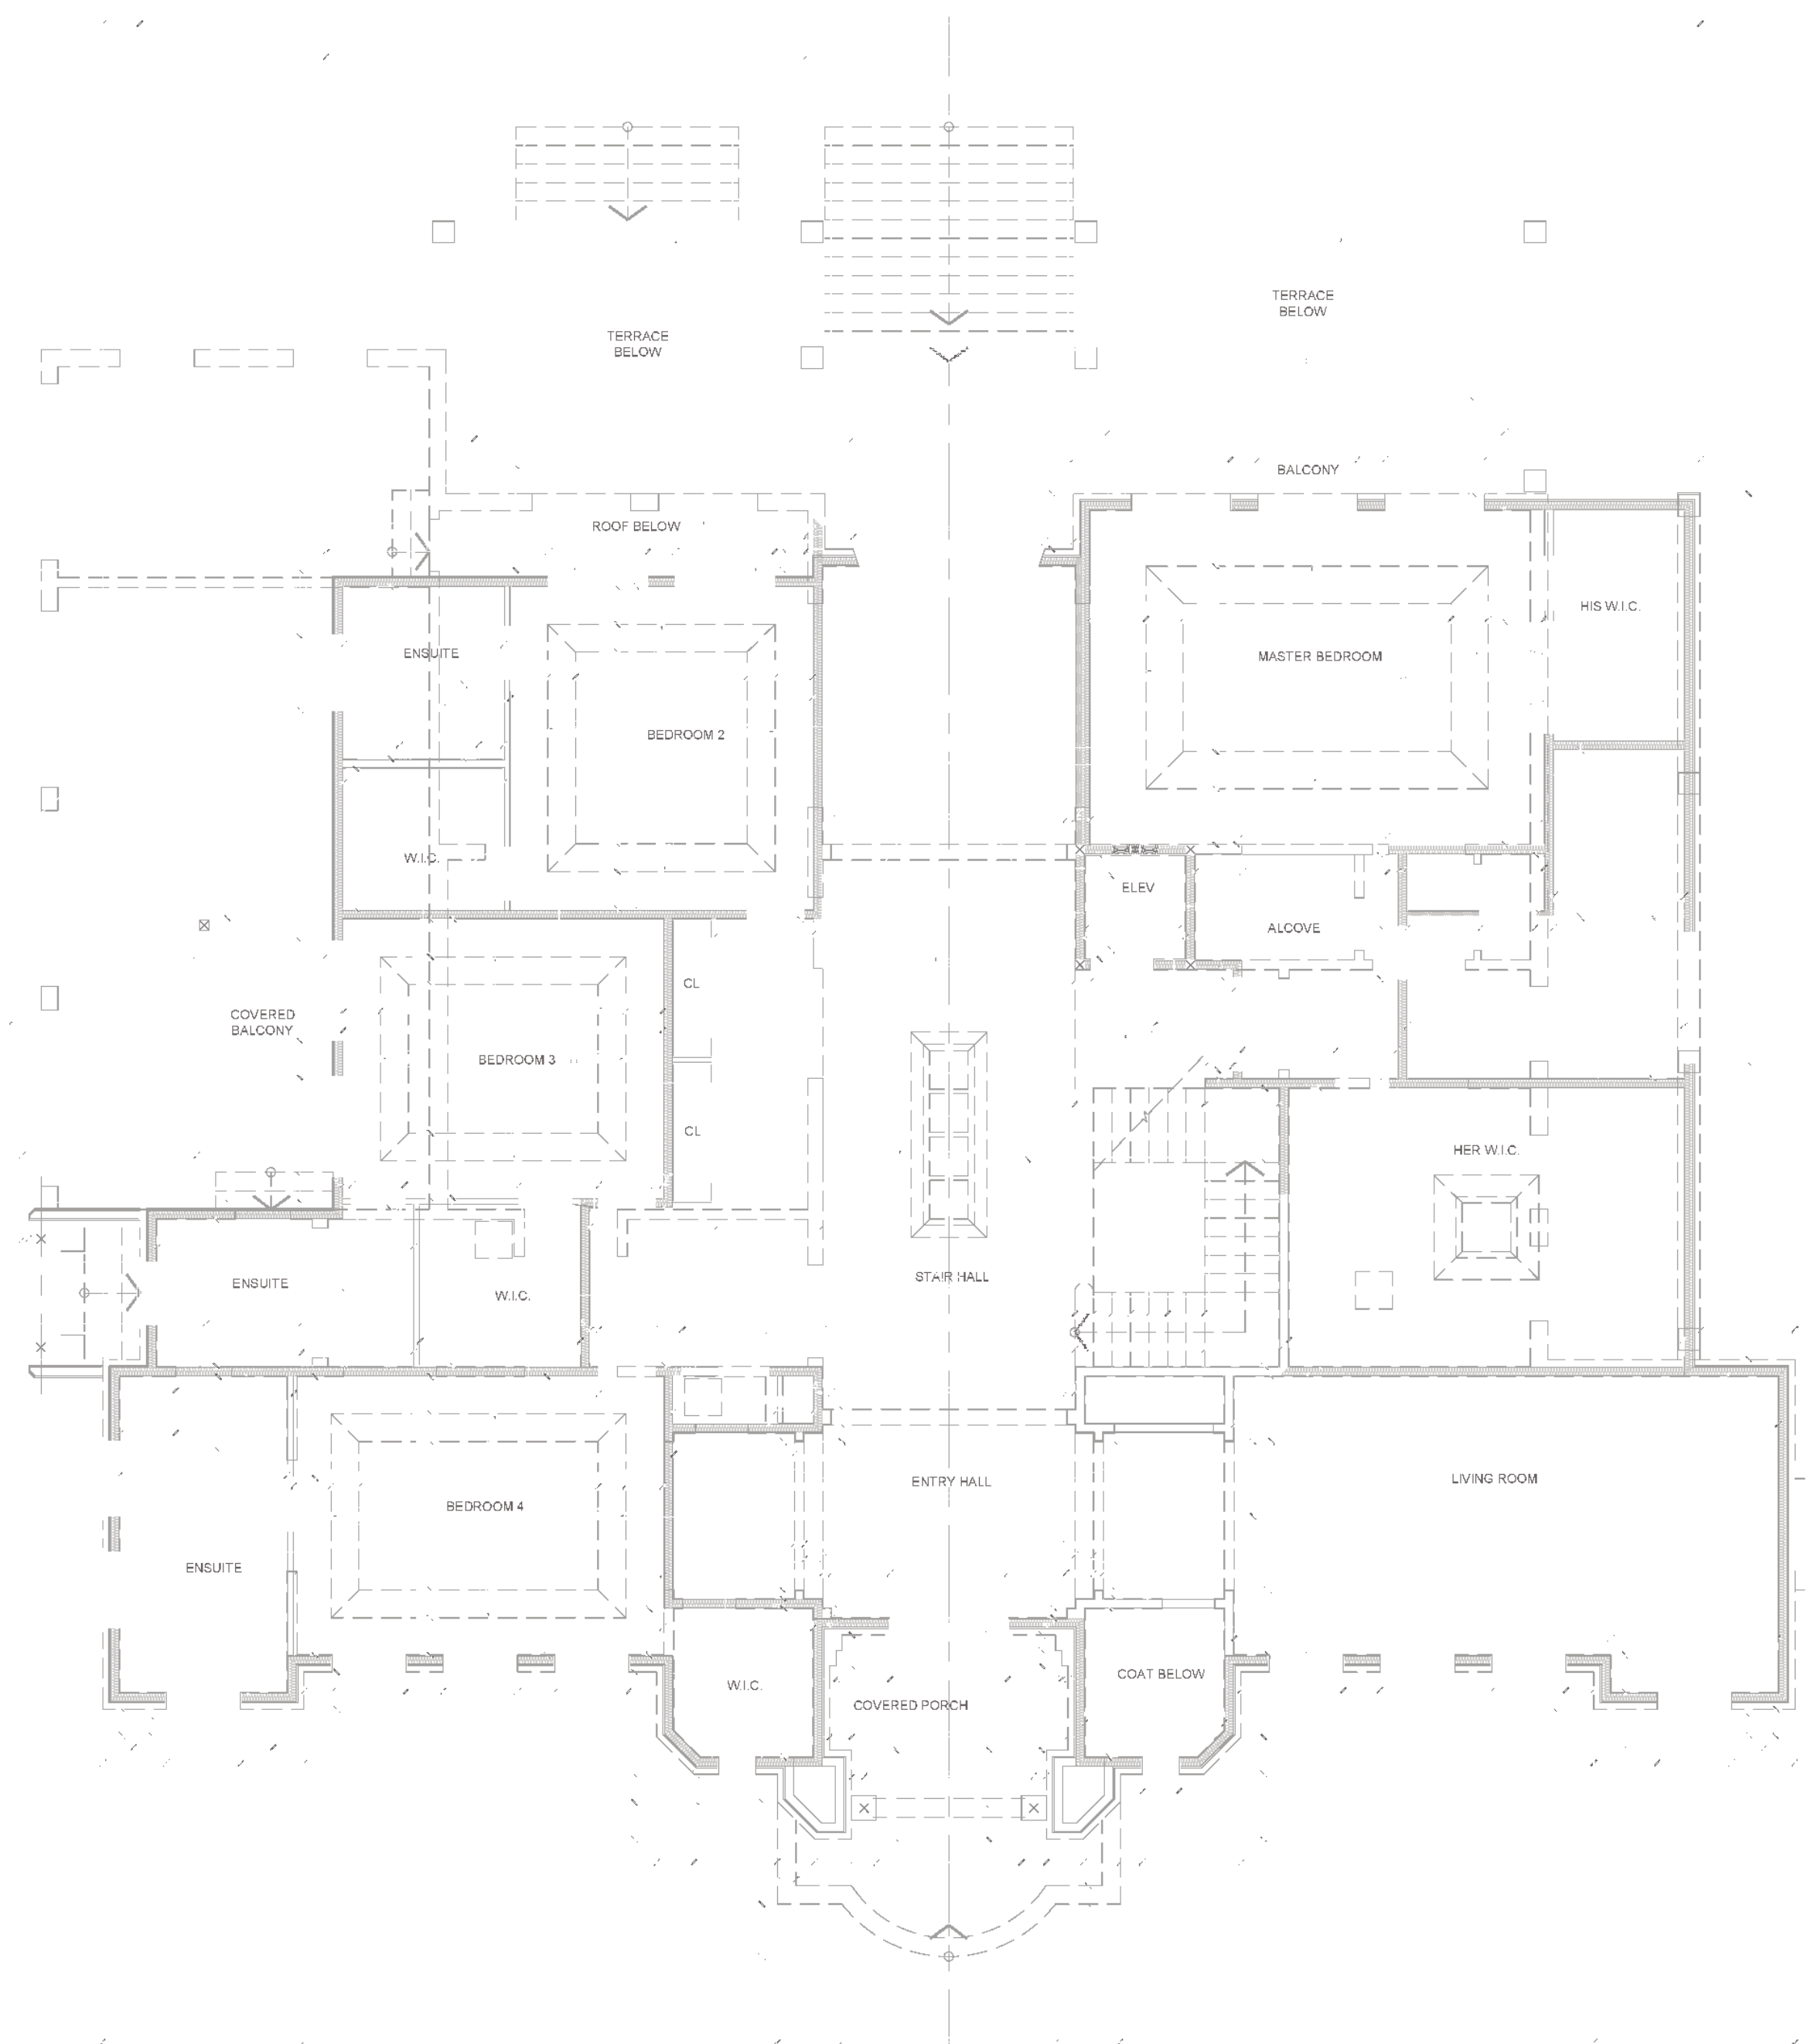 TERRACE
BELOW
TERRACE
BELOW
BALCONY
ROOF BELOW
HIS W.I.C.
ENSUITE
MASTER BEDROOM
BEDROOM 2
W.I.C.
ELEV
ALCOVE
CL
COVERED
BALCONY
BEDROOM 3
CL
HER W.I.C.
STAIR HALL
ENSUITE
W.I.C.
LIVING ROOM
ENTRY HALL
BEDROOM 4
ENSUITE
COAT BELOW
W.I.C.
COVERED PORCH